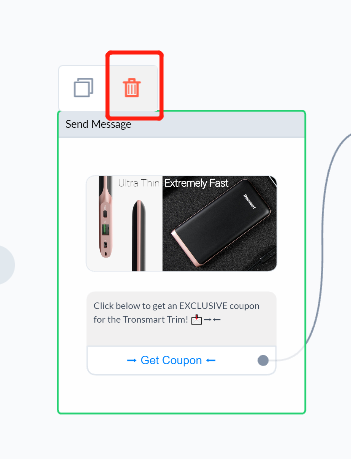 Send Message
Ultra Thin Extremely Fast
Tronsmart
Click below to get an EXCLUSIVE coupon
for the Tronsmart Trim! 📩→←
→ Get Coupon ←